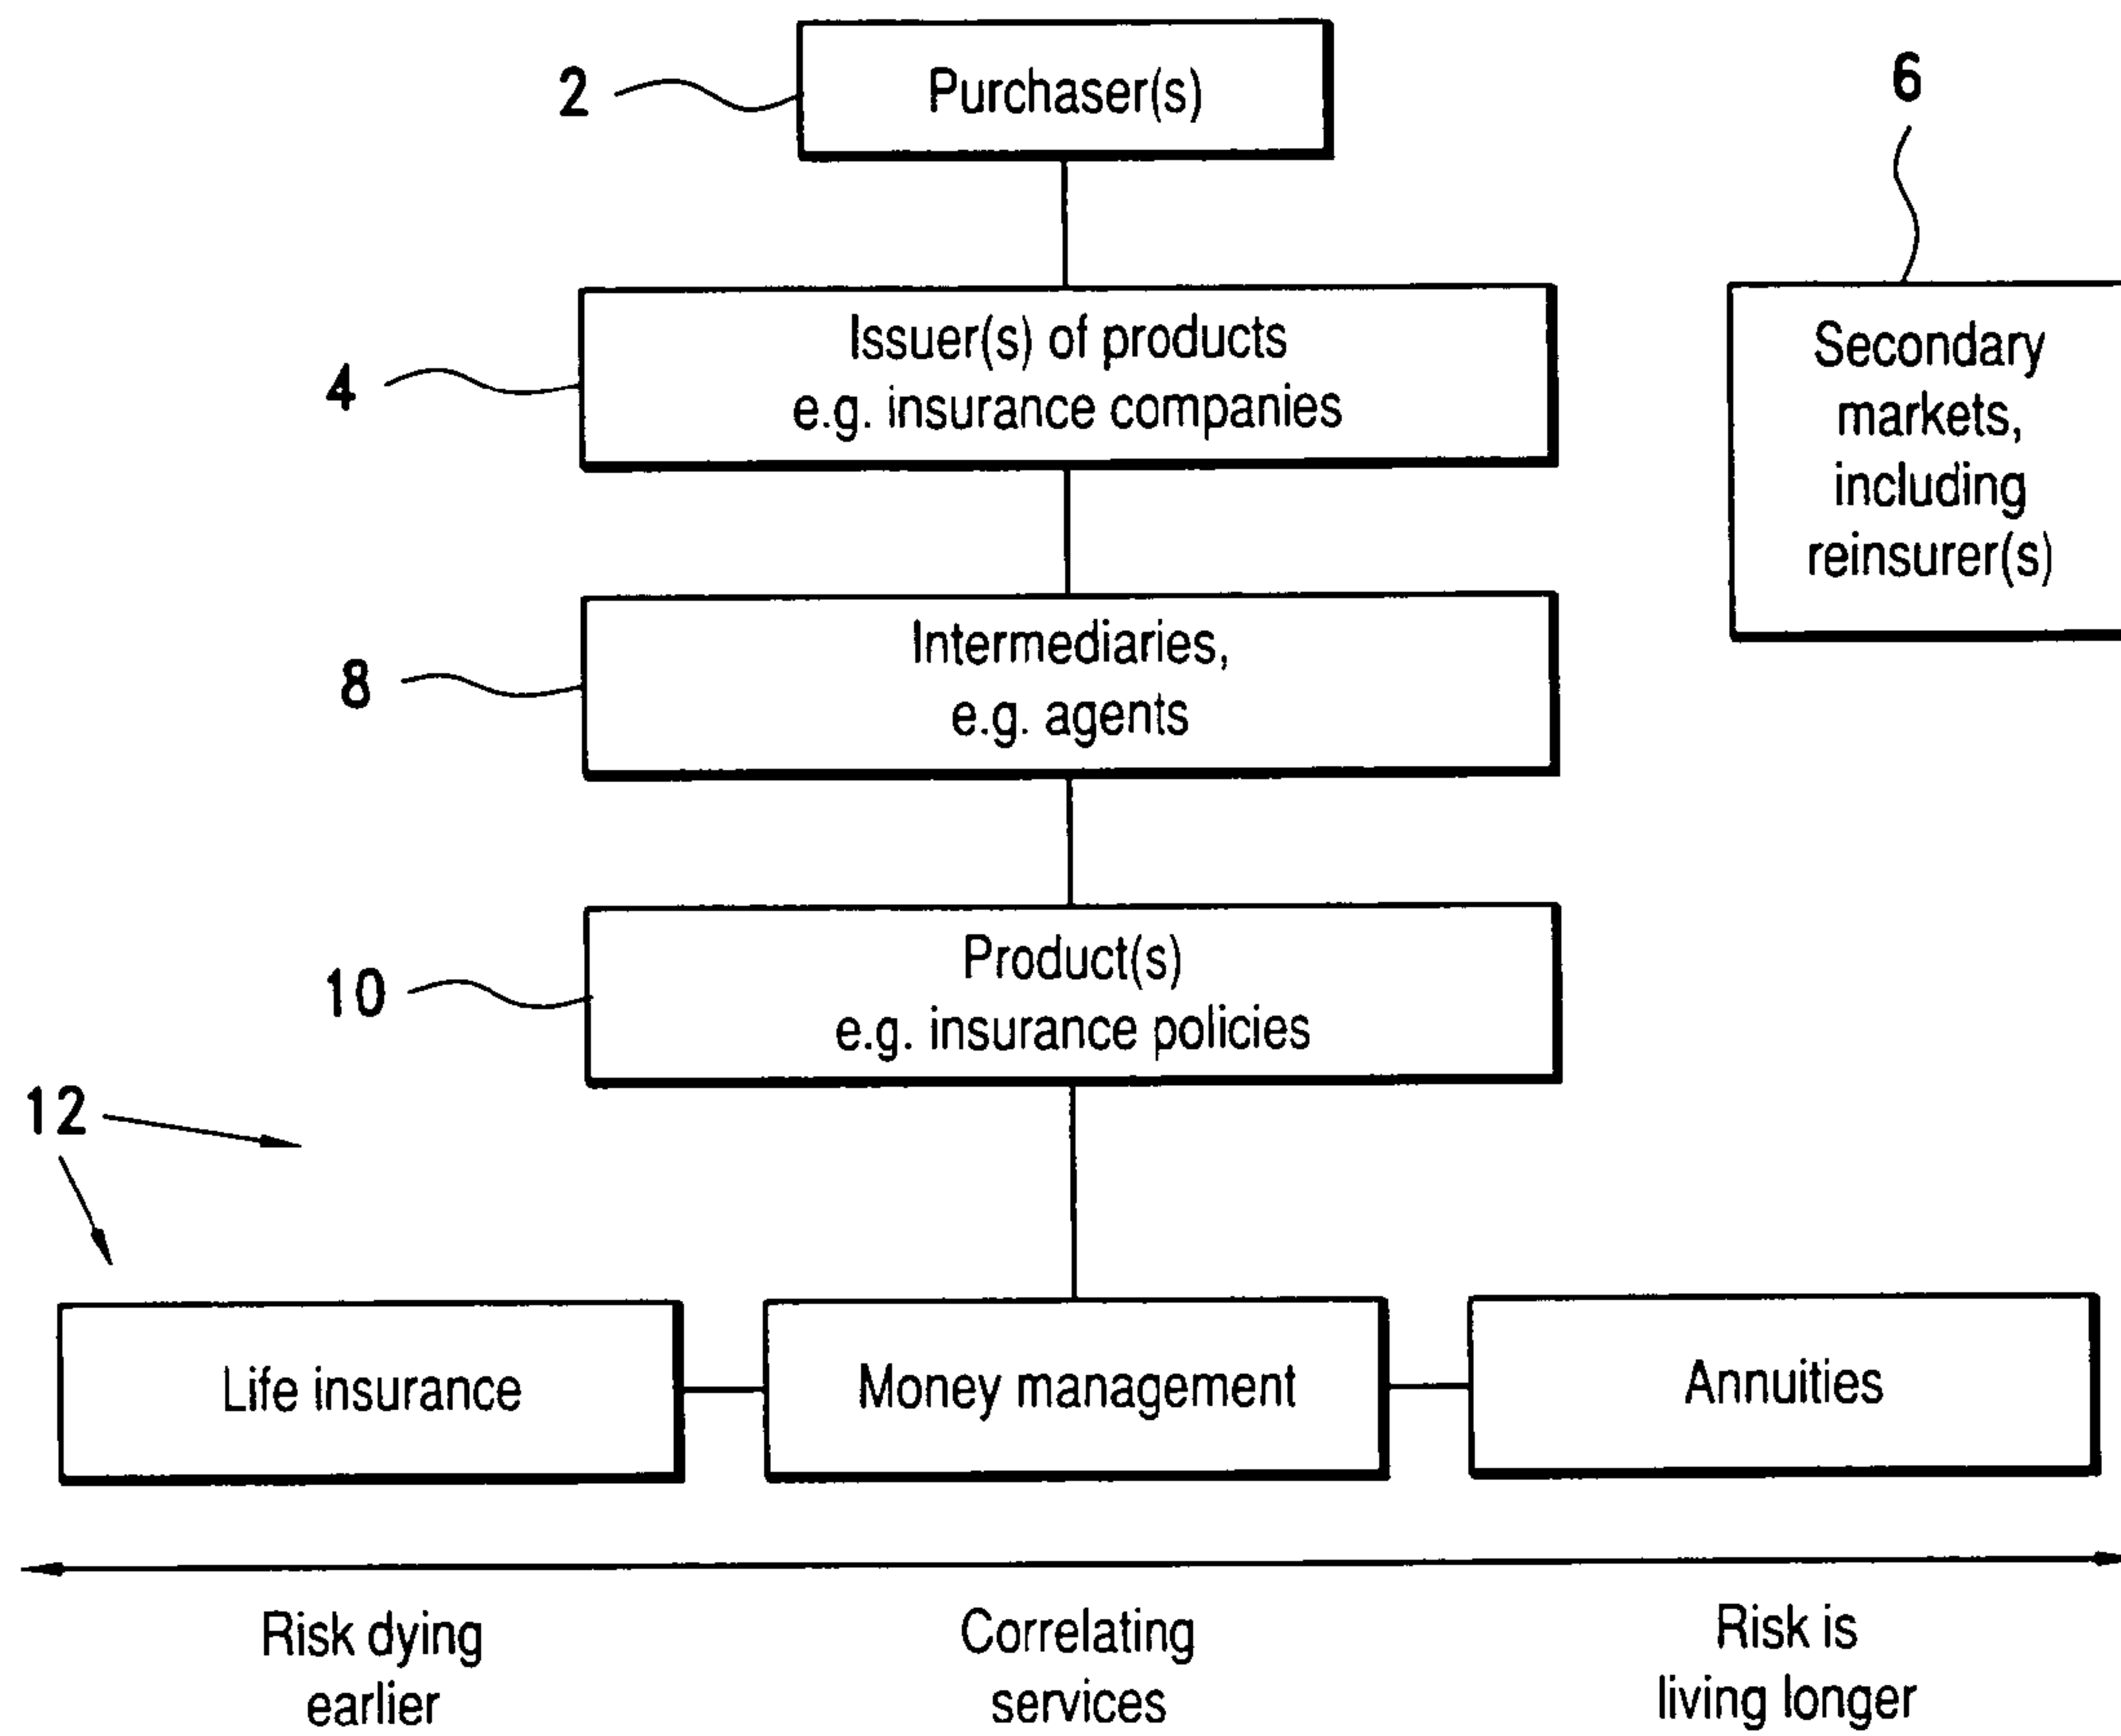 2
Purchaser(s)
6
4
Issuer(s) of products
e.g. insurance companies
Secondary
markets,
including
reinsurer(s)
8
Intermediaries,
e.g. agents
10
Product(s)
e.g. insurance policies
12
Life insurance
Money management
Annuities
Risk dying
earlier
Correlating
services
Risk is
living longer